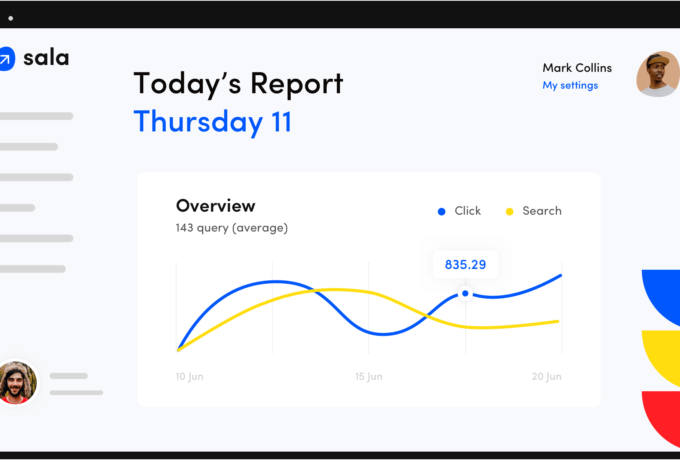 sala
Today's Report
Thursday 11
Mark Collins
My settings
Overview
143 query (average)
Click
Search
835.29
10 Jun
15 Jun
20 Jun